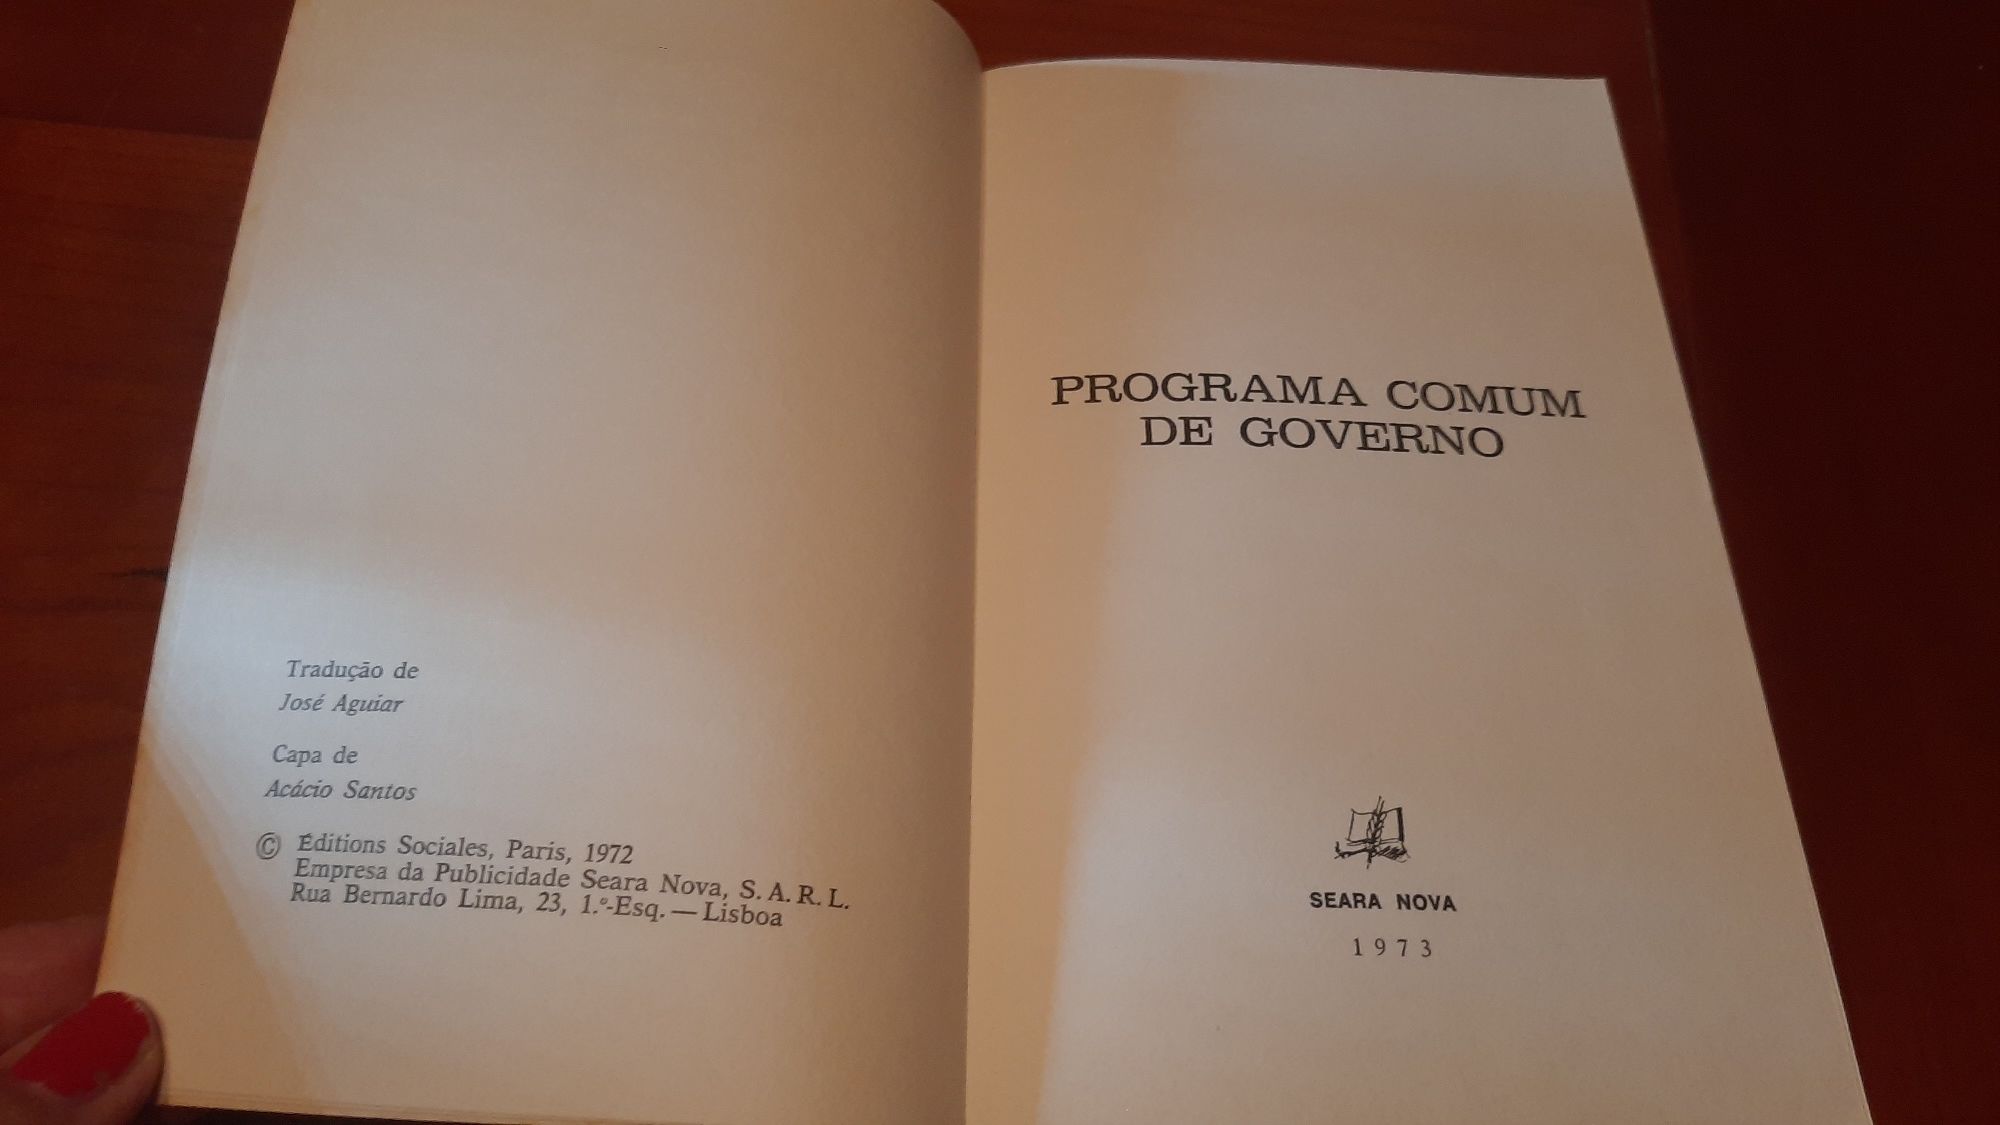 Tradução de
José Aguiar
Capa de
Acácio Santos
© Éditions Sociales, Paris, 1972
Empresa da Publicidade Seara Nova, S. A. R. L.
Rua Bernardo Lima, 23, 1.º-Esq. — Lisboa
PROGRAMA COMUM
DE GOVERNO
SEARA NOVA
1973